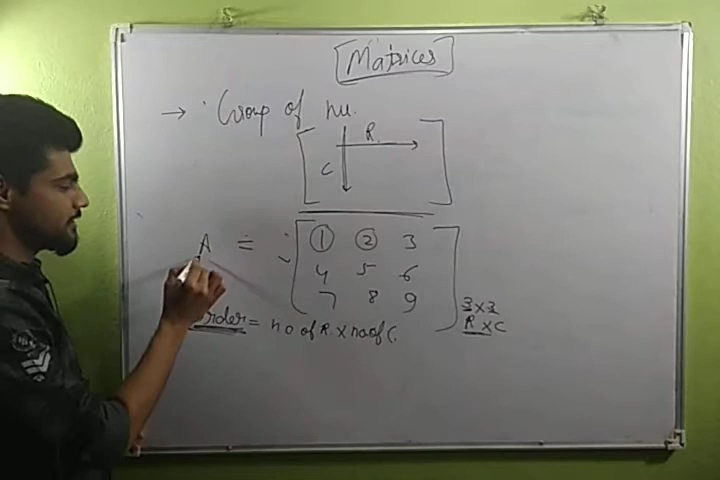 [Matrices]
→ Group of nu.
R.
C
A = 1 2 3
4 5 6
7 8 9
3 x 3
Order = no of R. x no of C.
R x C